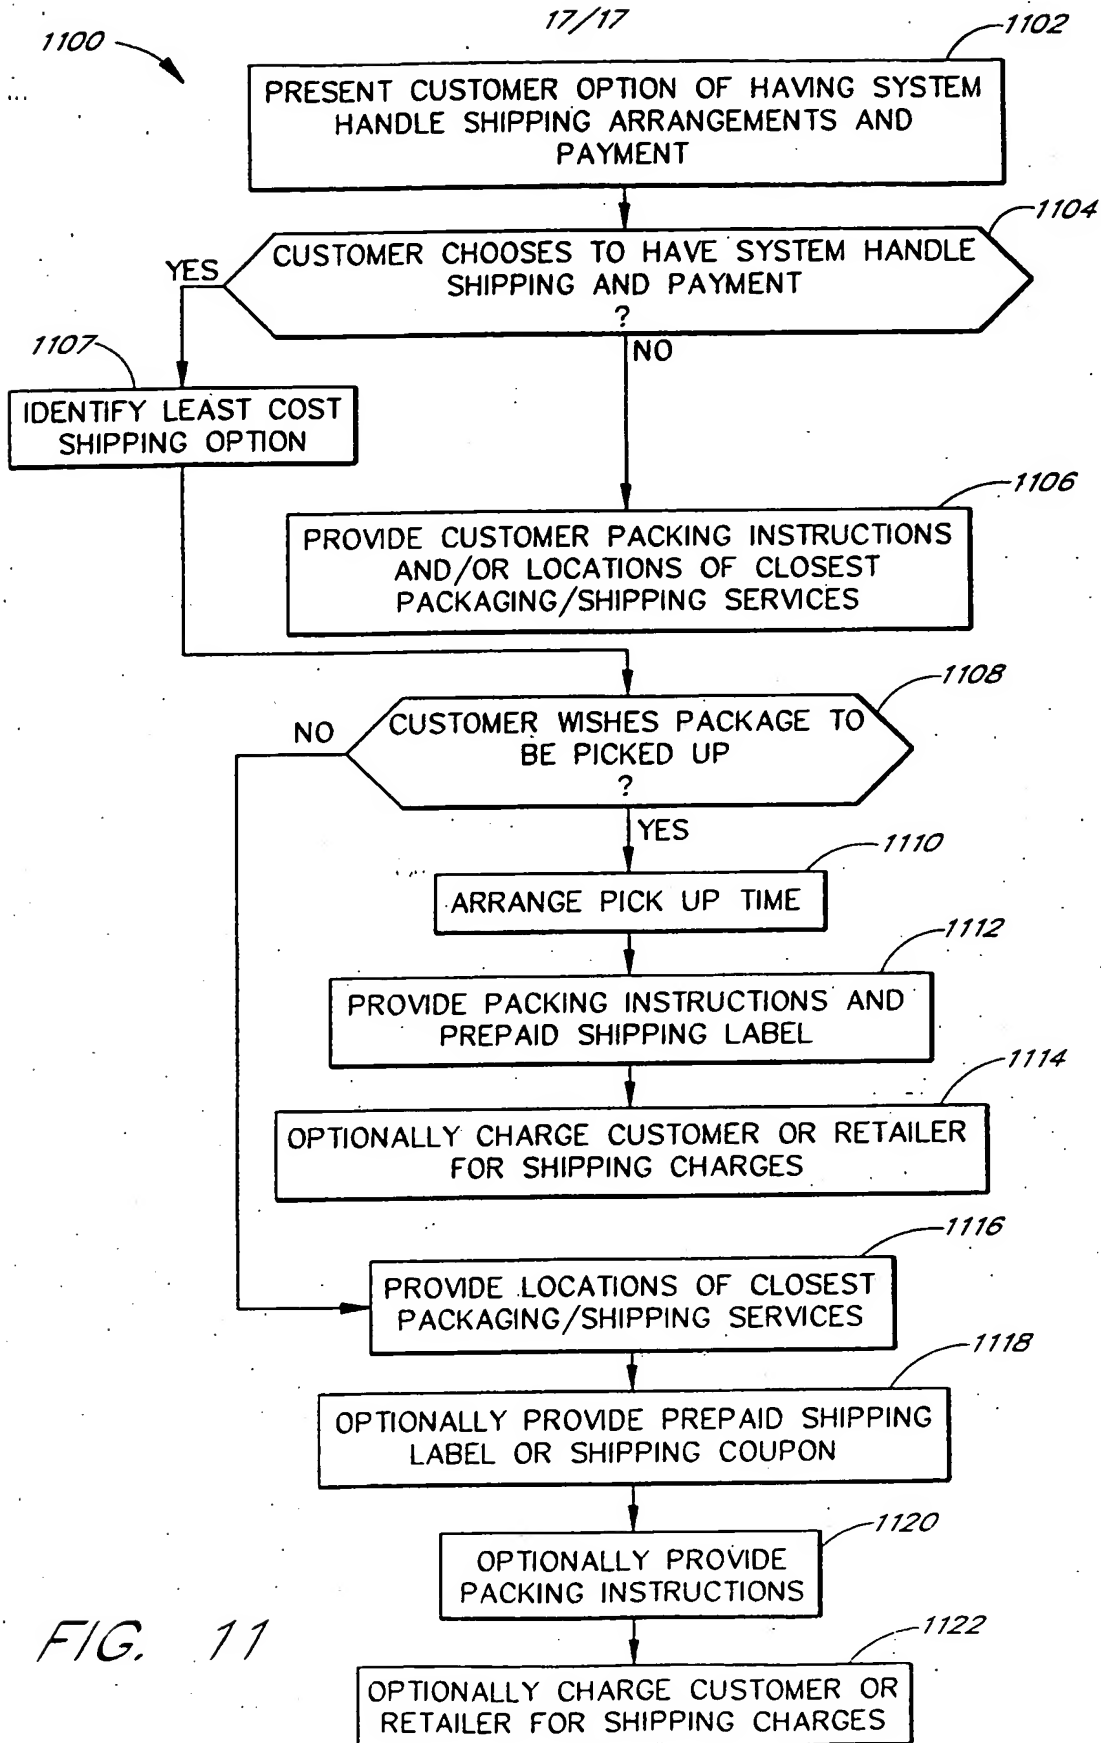 17/17
1100
1102
PRESENT CUSTOMER OPTION OF HAVING SYSTEM
HANDLE SHIPPING ARRANGEMENTS AND
PAYMENT
1104
CUSTOMER CHOOSES TO HAVE SYSTEM HANDLE
SHIPPING AND PAYMENT
?
YES
NO
1107
IDENTIFY LEAST COST
SHIPPING OPTION
1106
PROVIDE CUSTOMER PACKING INSTRUCTIONS
AND/OR LOCATIONS OF CLOSEST
PACKAGING/SHIPPING SERVICES
1108
CUSTOMER WISHES PACKAGE TO
BE PICKED UP
?
NO
YES
1110
ARRANGE PICK UP TIME
1112
PROVIDE PACKING INSTRUCTIONS AND
PREPAID SHIPPING LABEL
1114
OPTIONALLY CHARGE CUSTOMER OR RETAILER
FOR SHIPPING CHARGES
1116
PROVIDE LOCATIONS OF CLOSEST
PACKAGING/SHIPPING SERVICES
1118
OPTIONALLY PROVIDE PREPAID SHIPPING
LABEL OR SHIPPING COUPON
1120
OPTIONALLY PROVIDE
PACKING INSTRUCTIONS
1122
OPTIONALLY CHARGE CUSTOMER OR
RETAILER FOR SHIPPING CHARGES
FIG. 11